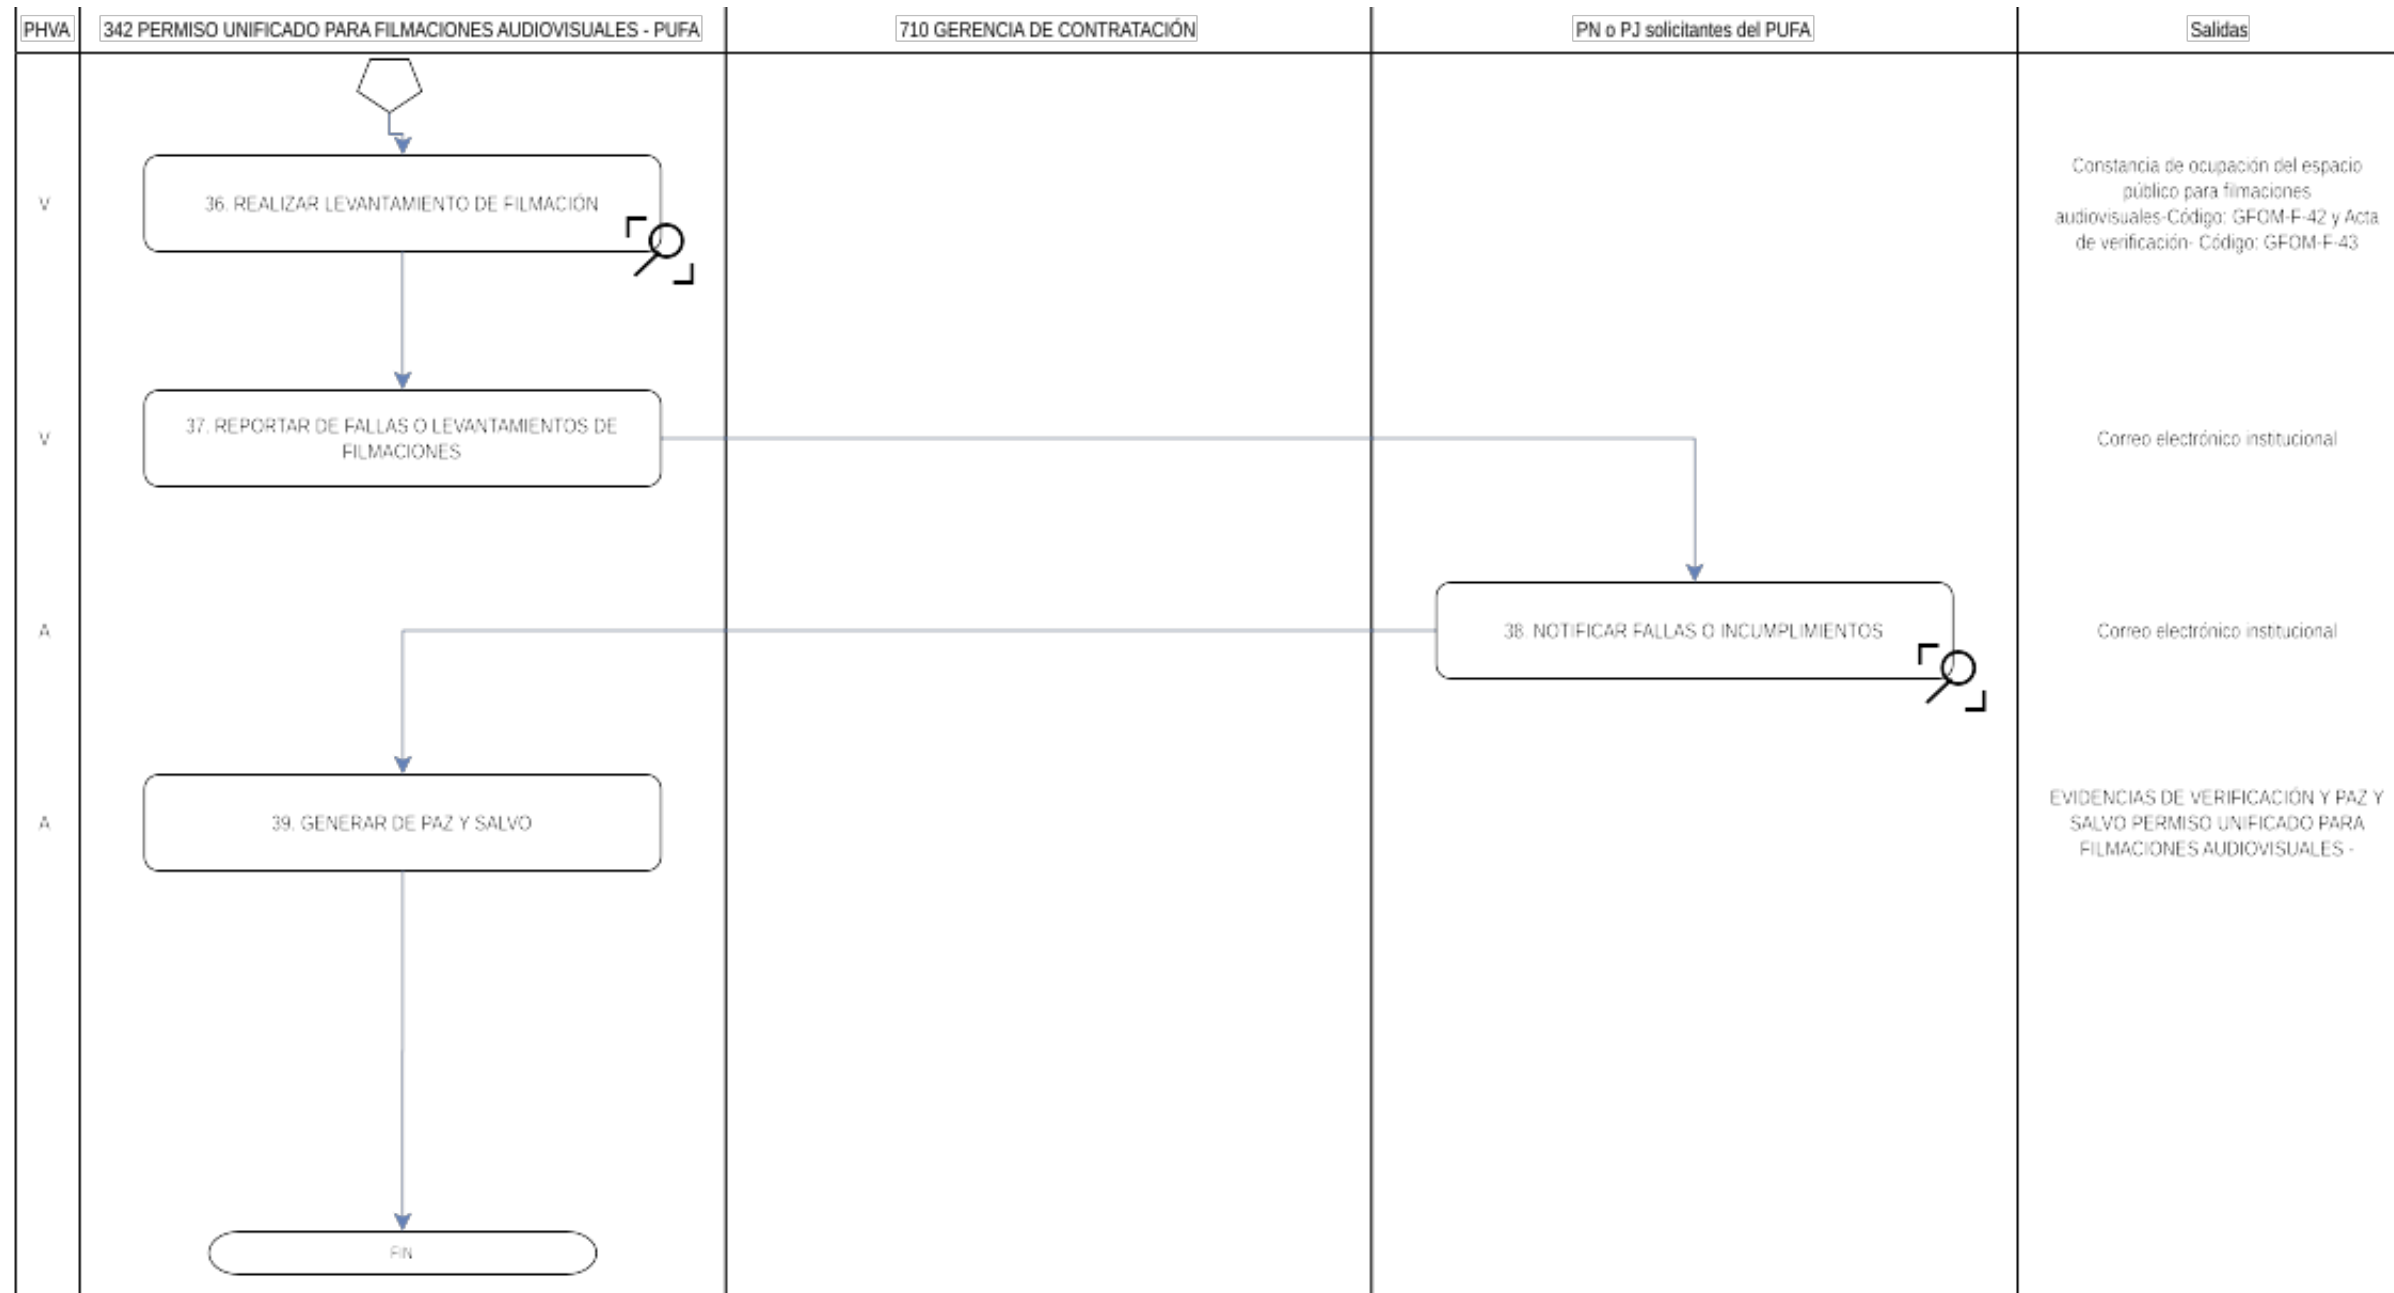 PHVA
342 PERMISO UNIFICADO PARA FILMACIONES AUDIOVISUALES - PUFA
710 GERENCIA DE CONTRATACIÓN
PN o PJ solicitantes del PUFA
Salidas
V
36. REALIZAR LEVANTAMIENTO DE FILMACIÓN
Constancia de ocupación del espacio
público para filmaciones
audiovisuales-Código: GFOM-F-42 y Acta
de verificación- Código: GFOM-F-43
V
37. REPORTAR DE FALLAS O LEVANTAMIENTOS DE
FILMACIONES
Correo electrónico institucional
A
38. NOTIFICAR FALLAS O INCUMPLIMIENTOS
Correo electrónico institucional
A
39. GENERAR DE PAZ Y SALVO
EVIDENCIAS DE VERIFICACIÓN Y PAZ Y
SALVO PERMISO UNIFICADO PARA
FILMACIONES AUDIOVISUALES -
FIN